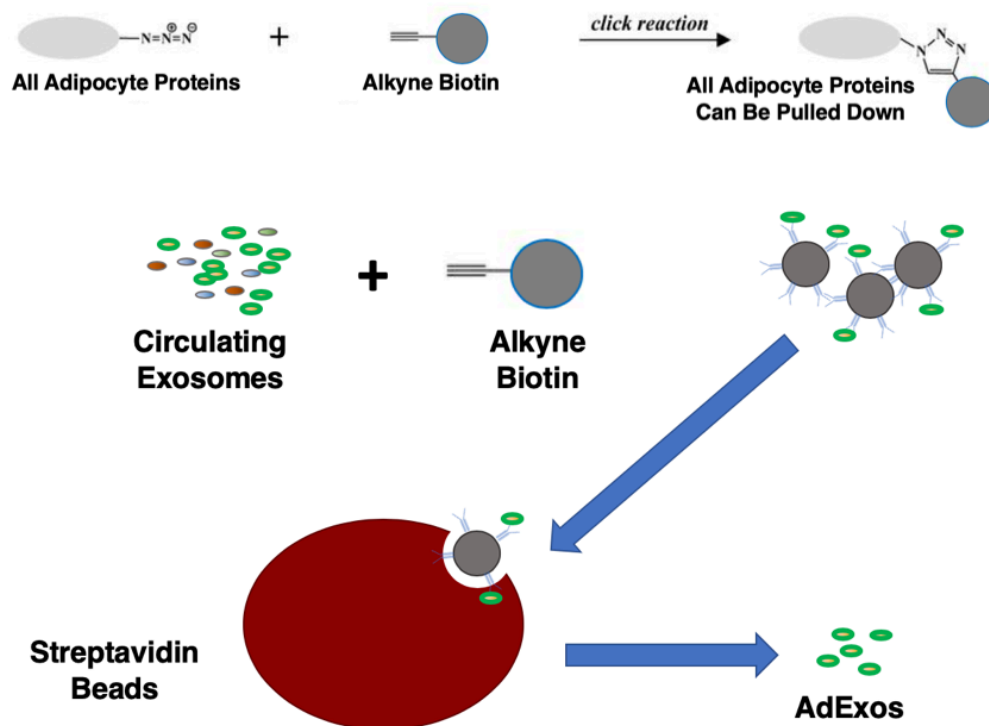 N=N=N
+
click reaction
All Adipocyte Proteins
Alkyne Biotin
N
N
N
All Adipocyte Proteins
Can Be Pulled Down
+
Circulating
Exosomes
Alkyne
Biotin
Streptavidin
Beads
AdExos